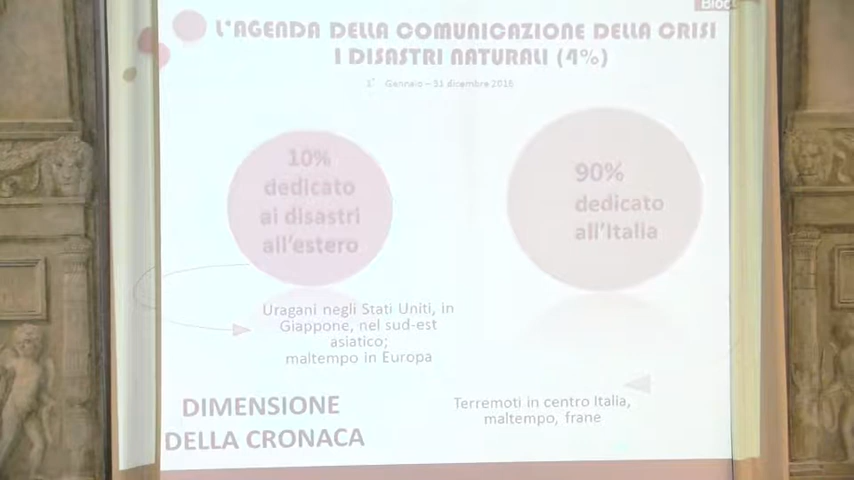 L'AGENDA DELLA COMUNICAZIONE DELLA CRISI
I DISASTRI NATURALI (4%)
1° Gennaio – 31 dicembre 2016
10%
dedicato
ai disastri
all'estero
90%
dedicato
all'Italia
Uragani negli Stati Uniti, in
Giappone, nel sud-est
asiatico;
maltempo in Europa
Terremoti in centro Italia,
maltempo, frane
DIMENSIONE
DELLA CRONACA